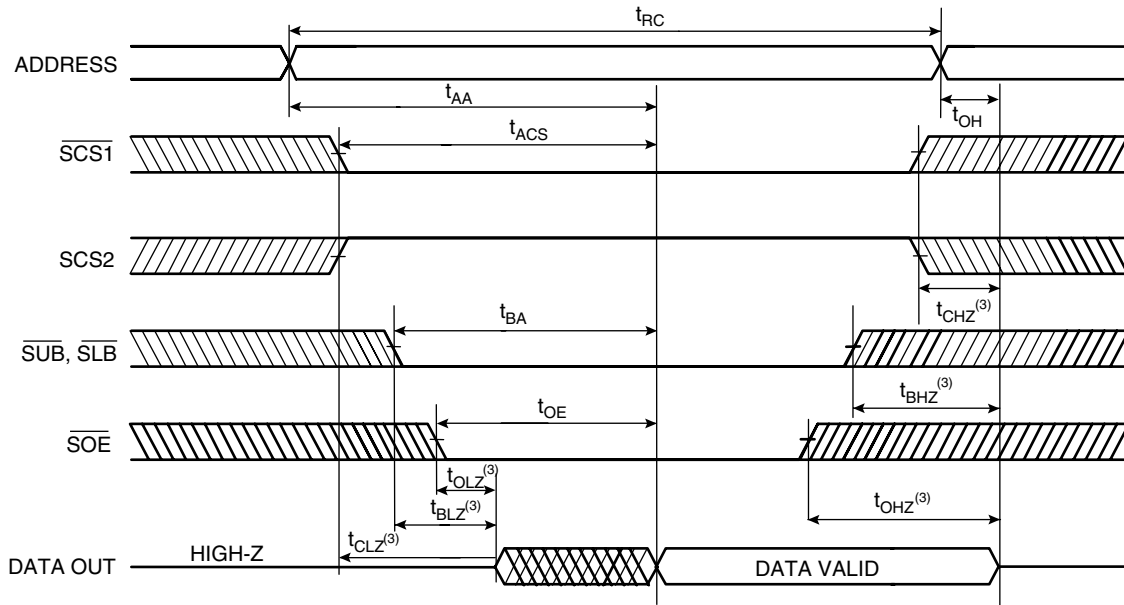 tRC
ADDRESS
tAA
tOH
tACS
SCS1
SCS2
tCHZ(3)
tBA
SUB, SLB
tBHZ(3)
tOE
SOE
tOLZ(3)
tOHZ(3)
tBLZ(3)
tCLZ(3)
HIGH-Z
DATA OUT
DATA VALID